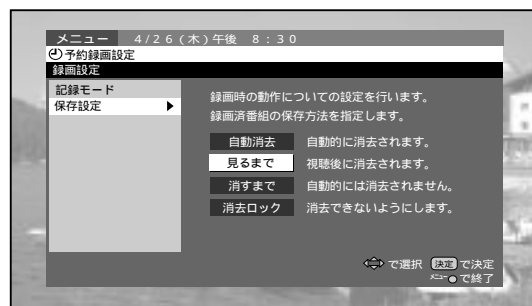 メニュー 4/26(木)午後 8:30
予約録画設定
録画設定
記録モード
保存設定
録画時の動作についての設定を行います。
録画済番組の保存方法を指定します。
自動消去 自動的に消去されます。
見るまで 視聴後に消去されます。
消すまで 自動的には消去されません。
消去ロック 消去できないようにします。
で選択 決定 で決定
メニュー で終了